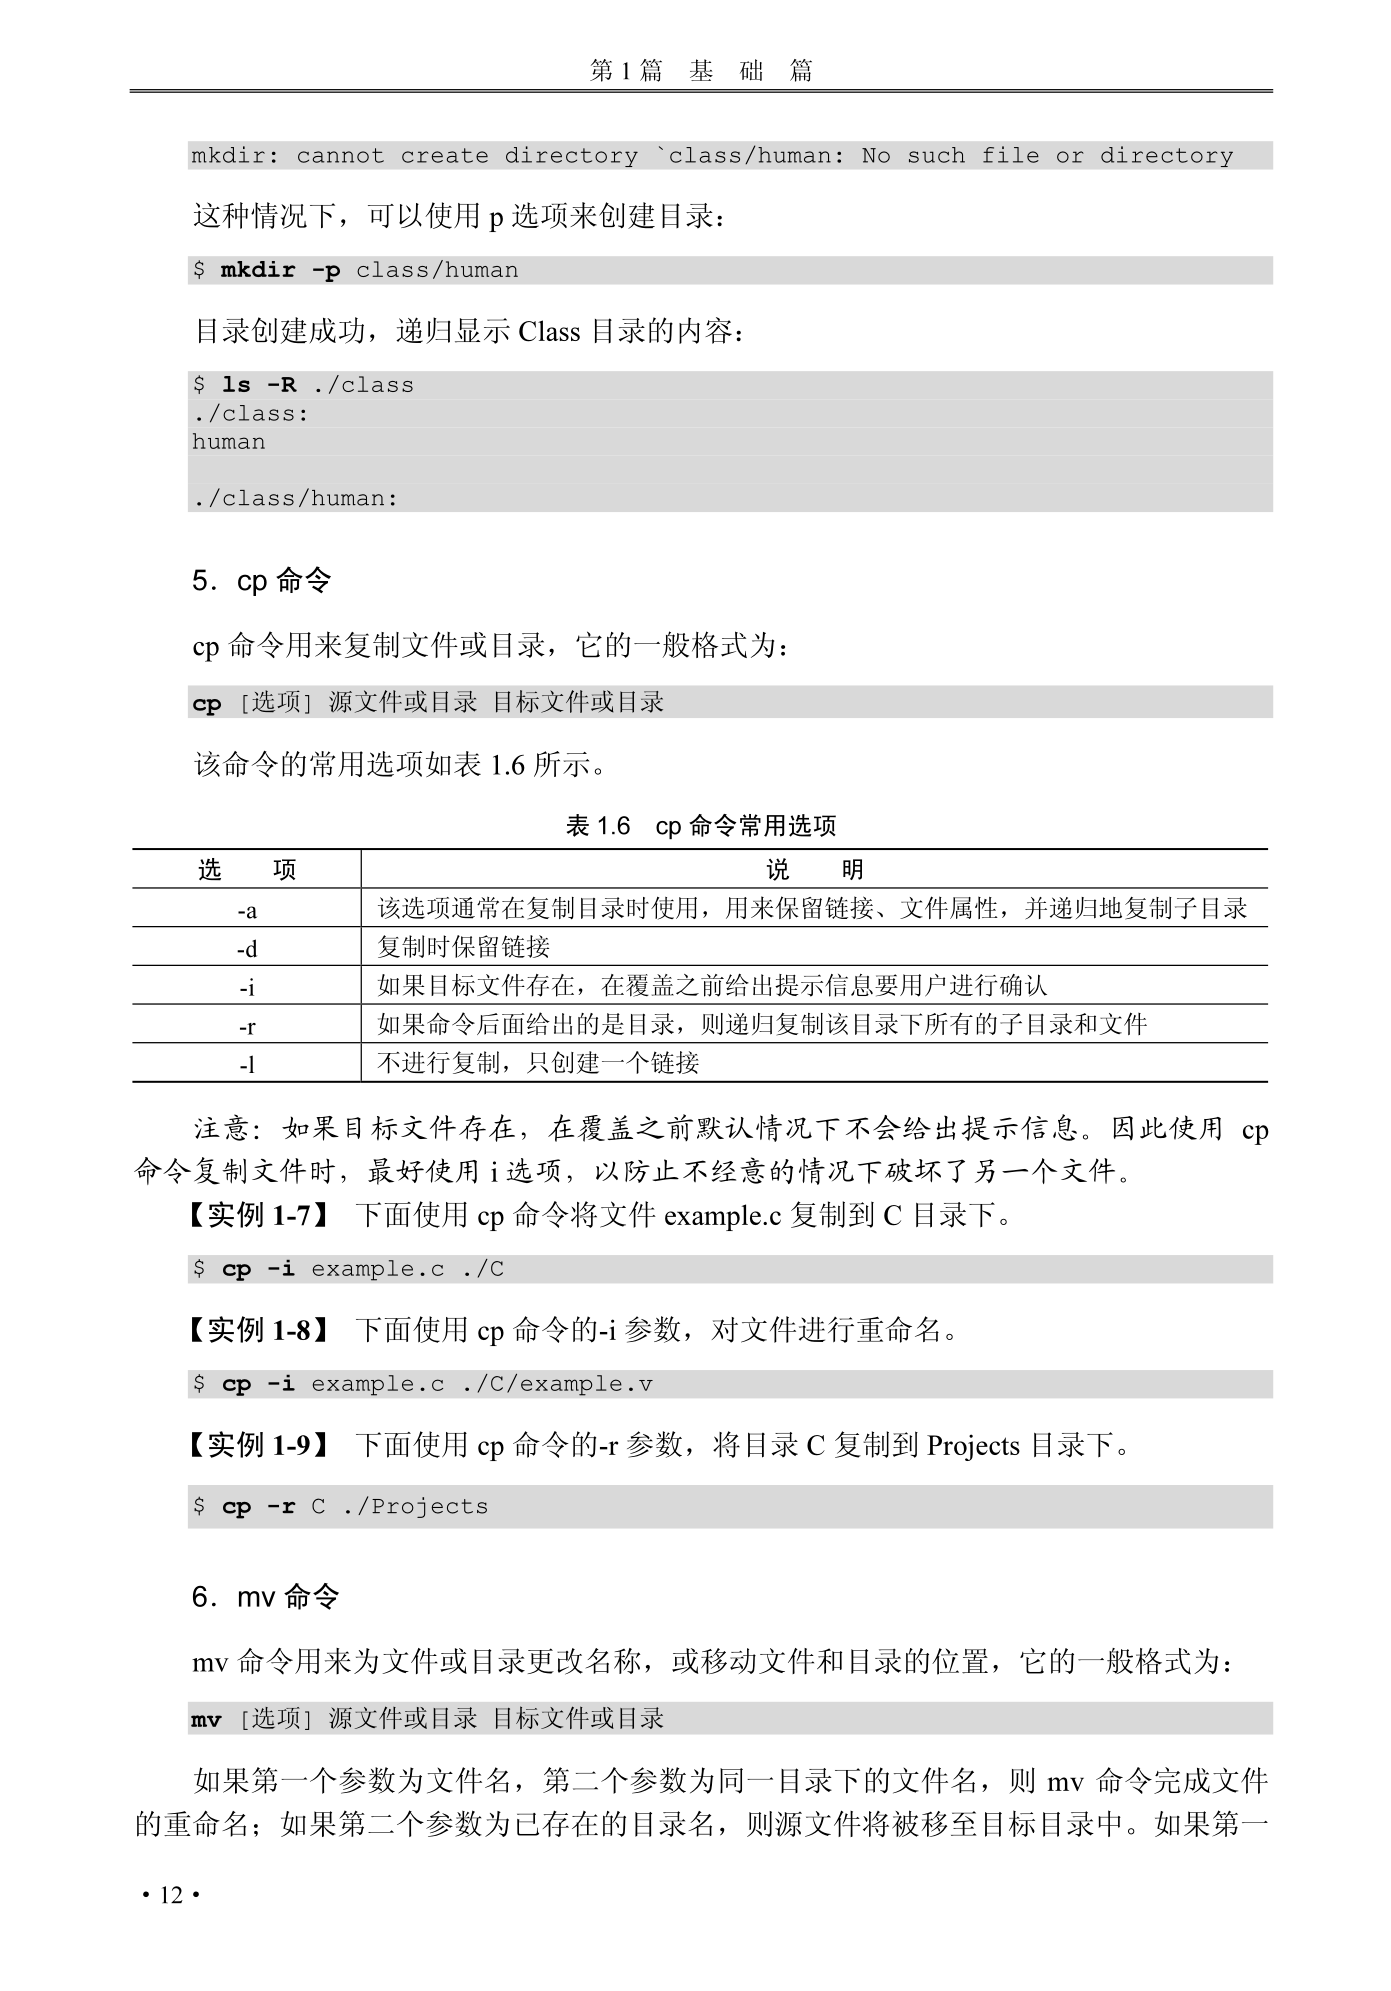 第 1 篇 基 础 篇
mkdir: cannot create directory `class/human: No such file or directory
这种情况下，可以使用 p 选项来创建目录：
$ mkdir -p class/human
目录创建成功，递归显示 Class 目录的内容：
$ ls -R ./class
./class:
human
./class/human:
5．cp 命令
cp 命令用来复制文件或目录，它的一般格式为：
cp [选项] 源文件或目录 目标文件或目录
该命令的常用选项如表 1.6 所示。
表 1.6 cp 命令常用选项
选 项 说 明
-a 该选项通常在复制目录时使用，用来保留链接、文件属性，并递归地复制子目录
-d 复制时保留链接
-i 如果目标文件存在，在覆盖之前给出提示信息要用户进行确认
-r 如果命令后面给出的是目录，则递归复制该目录下所有的子目录和文件
-l 不进行复制，只创建一个链接
注意：如果目标文件存在，在覆盖之前默认情况下不会给出提示信息。因此使用 cp
命令复制文件时，最好使用 i 选项，以防止不经意的情况下破坏了另一个文件。
【实例 1-7】 下面使用 cp 命令将文件 example.c 复制到 C 目录下。
$ cp -i example.c ./C
【实例 1-8】 下面使用 cp 命令的-i 参数，对文件进行重命名。
$ cp -i example.c ./C/example.v
【实例 1-9】 下面使用 cp 命令的-r 参数，将目录 C 复制到 Projects 目录下。
$ cp -r C ./Projects
6．mv 命令
mv 命令用来为文件或目录更改名称，或移动文件和目录的位置，它的一般格式为：
mv [选项] 源文件或目录 目标文件或目录
如果第一个参数为文件名，第二个参数为同一目录下的文件名，则 mv 命令完成文件
的重命名；如果第二个参数为已存在的目录名，则源文件将被移至目标目录中。如果第一
·12·